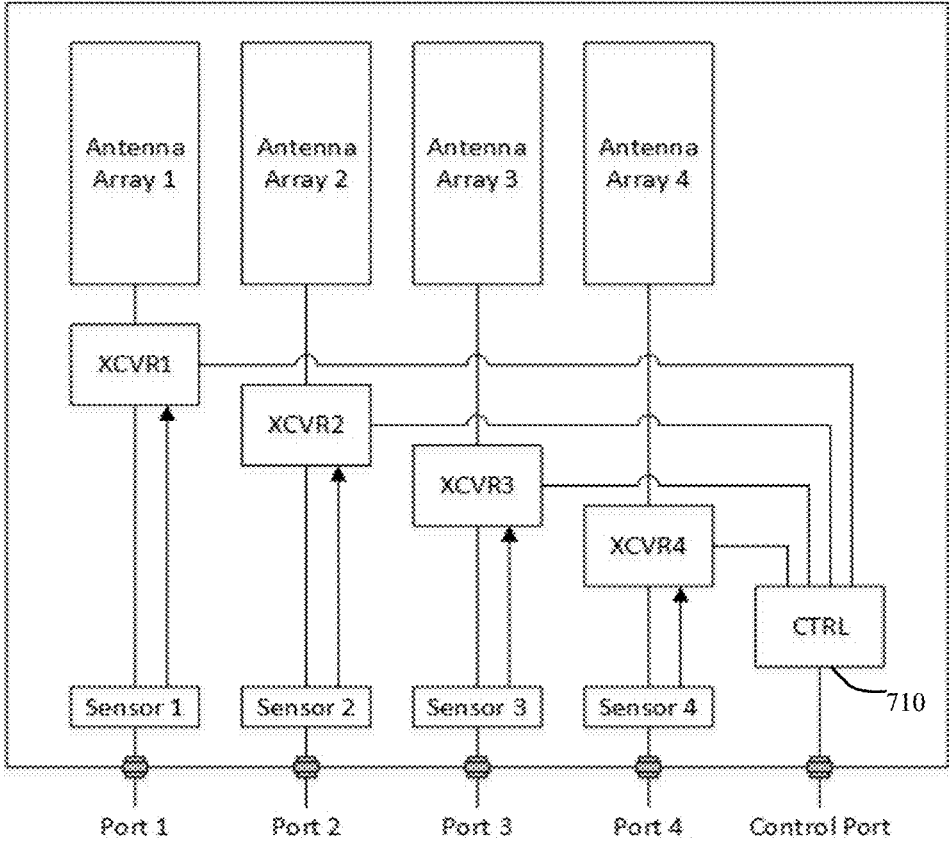 Antenna
Array 1
Antenna
Array 2
Antenna
Array 3
Antenna
Array 4
XCVR1
XCVR2
XCVR3
XCVR4
CTRL
710
Sensor 1
Sensor 2
Sensor 3
Sensor 4
Port 1
Port 2
Port 3
Port 4
Control Port